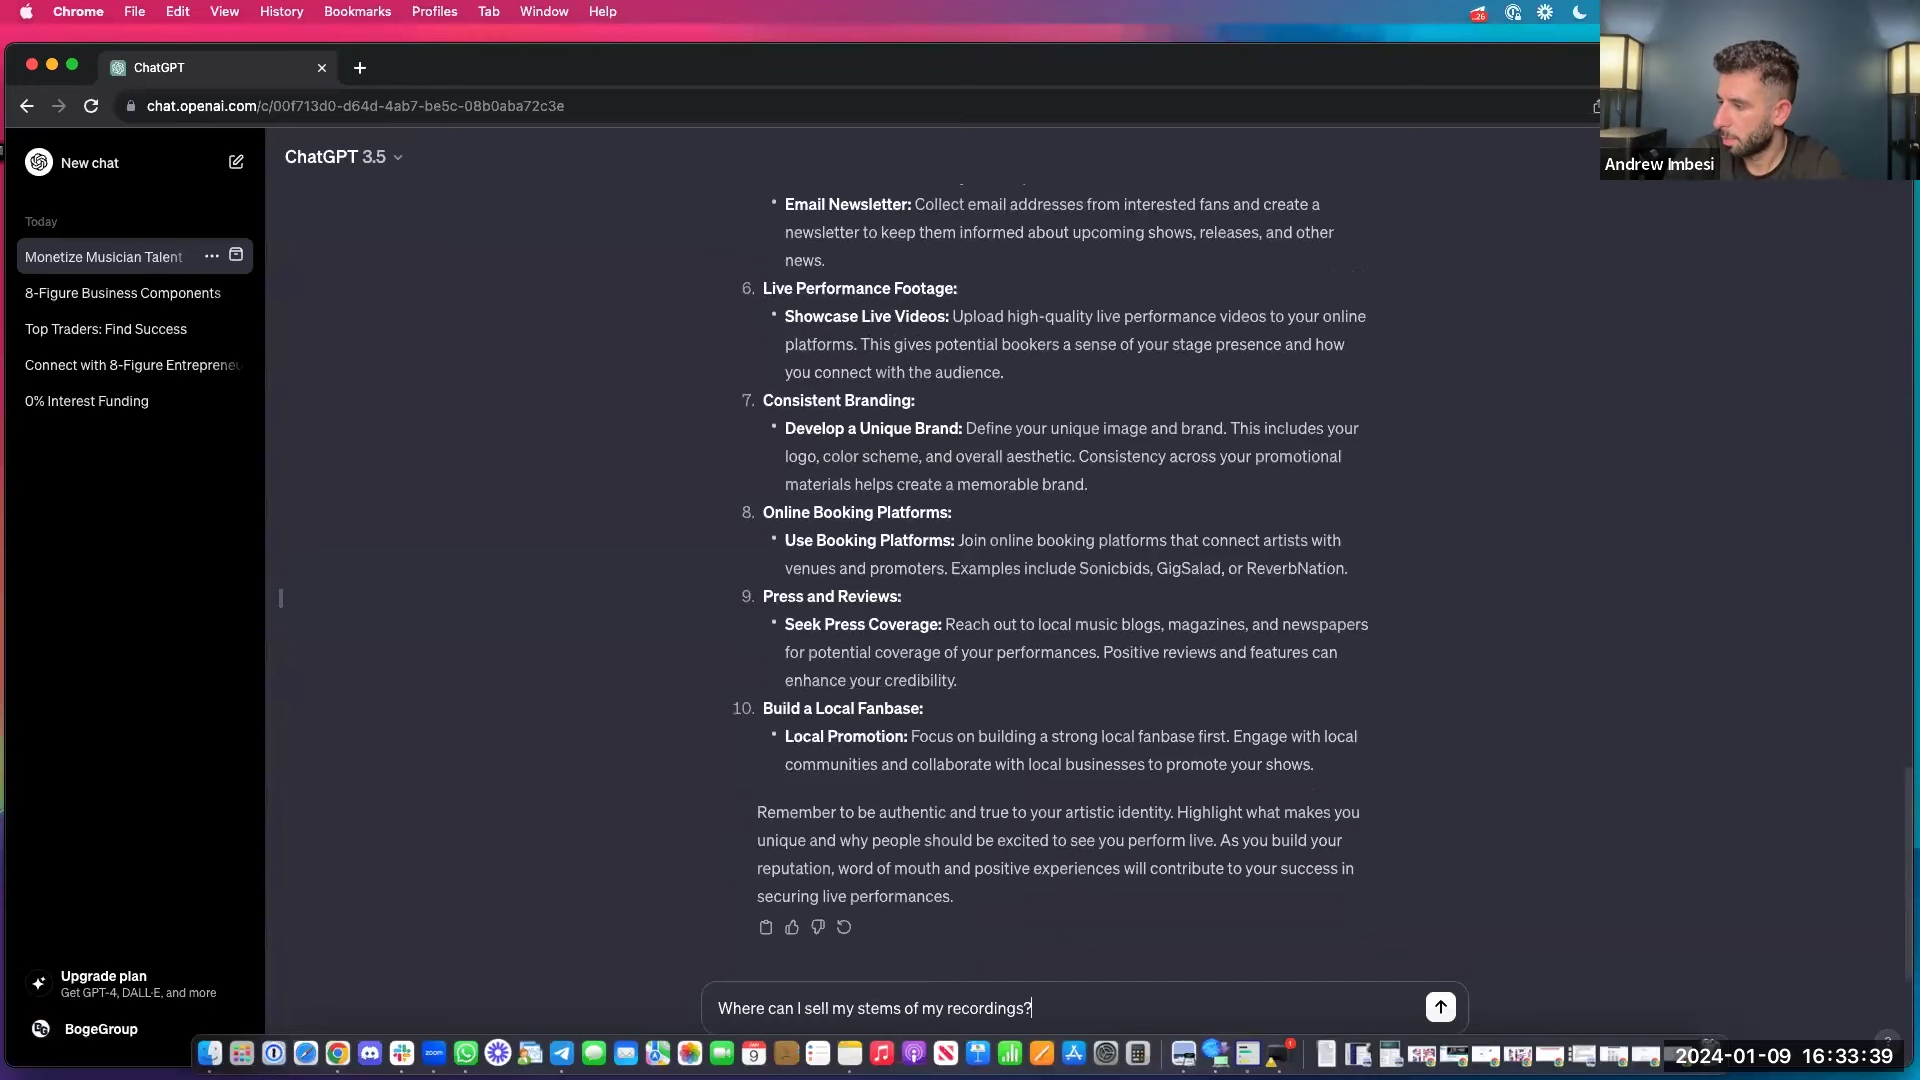 Chrome File Edit View History Bookmarks Profiles Tab Window Help
ChatGPT
chat.openai.com/c/00f713d0-d64d-4ab7-be5c-08b0aba72c3e
Andrew Imbesi
New chat
Today
Monetize Musician Talent
8-Figure Business Components
Top Traders: Find Success
Connect with 8-Figure Entrepreneu
0% Interest Funding
Upgrade plan
Get GPT-4, DALL·E, and more
BogeGroup
ChatGPT 3.5
• Email Newsletter: Collect email addresses from interested fans and create a
newsletter to keep them informed about upcoming shows, releases, and other
news.
6. Live Performance Footage:
• Showcase Live Videos: Upload high-quality live performance videos to your online
platforms. This gives potential bookers a sense of your stage presence and how
you connect with the audience.
7. Consistent Branding:
• Develop a Unique Brand: Define your unique image and brand. This includes your
logo, color scheme, and overall aesthetic. Consistency across your promotional
materials helps create a memorable brand.
8. Online Booking Platforms:
• Use Booking Platforms: Join online booking platforms that connect artists with
venues and promoters. Examples include Sonicbids, GigSalad, or ReverbNation.
9. Press and Reviews:
• Seek Press Coverage: Reach out to local music blogs, magazines, and newspapers
for potential coverage of your performances. Positive reviews and features can
enhance your credibility.
10. Build a Local Fanbase:
• Local Promotion: Focus on building a strong local fanbase first. Engage with local
communities and collaborate with local businesses to promote your shows.
Remember to be authentic and true to your artistic identity. Highlight what makes you
unique and why people should be excited to see you perform live. As you build your
reputation, word of mouth and positive experiences will contribute to your success in
securing live performances.
Where can I sell my stems of my recordings?
zoom
9
2024-01-09 16:33:39